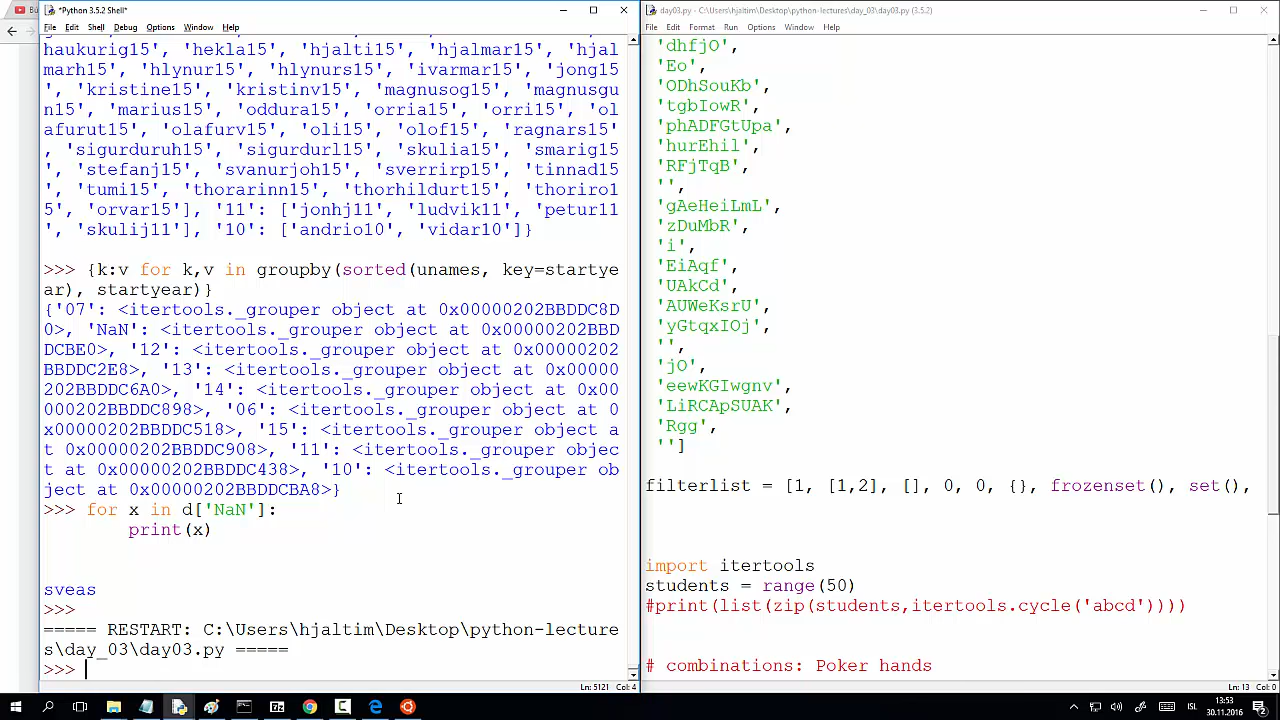 Bú
*Python 3.5.2 Shell*
File Edit Shell Debug Options Window Help
haukurig15', 'hekla15', 'hjalti15', 'hjalmar15', 'hjal
marh15', 'hlynur15', 'hlynurs15', 'ivarmar15', 'jong15
', 'kristine15', 'kristinv15', 'magnusog15', 'magnusgu
n15', 'marius15', 'oddura15', 'orria15', 'orri15', 'ol
afurut15', 'olafurv15', 'oli15', 'olof15', 'ragnars15'
, 'sigurduruh15', 'sigurdurl15', 'skulia15', 'smarig15
', 'stefanj15', 'svanurjoh15', 'sverrirp15', 'tinnad15
', 'tumi15', 'thorarinn15', 'thorhildurt15', 'thoriro1
5', 'orvar15'], '11': ['jonhj11', 'ludvik11', 'petur11
', 'skulij11'], '10': ['andrio10', 'vidar10']}
>>> {k:v for k,v in groupby(sorted(unames, key=startye
ar), startyear)}
{'07': <itertools._grouper object at 0x00000202BBDDC8D
0>, 'NaN': <itertools._grouper object at 0x00000202BBD
DCBE0>, '12': <itertools._grouper object at 0x00000202
BBDDC2E8>, '13': <itertools._grouper object at 0x00000
202BBDDC6A0>, '14': <itertools._grouper object at 0x00
000202BBDDC898>, '06': <itertools._grouper object at 0
x00000202BBDDC518>, '15': <itertools._grouper object a
t 0x00000202BBDDC908>, '11': <itertools._grouper objec
t at 0x00000202BBDDC438>, '10': <itertools._grouper ob
ject at 0x00000202BBDDCBA8>}
>>> for x in d['NaN']:
print(x)
sveas
>>>
===== RESTART: C:\Users\hjaltim\Desktop\python-lecture
s\day_03\day03.py =====
>>>
Ln: 5121 Col: 4
day03.py - C:\Users\hjaltim\Desktop\python-lectures\day_03\day03.py (3.5.2)
File Edit Format Run Options Window Help
'dhfjO',
'Eo',
'ODhSouKb',
'tgbIowR',
'phADFGtUpa',
'hurEhil',
'RFjTqB',
'',
'gAeHeiLmL',
'zDuMbR',
'i',
'EiAqf',
'UAkCd',
'AUWeKsrU',
'yGtqxIOj',
'',
'jO',
'eewKGIwgnv',
'LiRCApSUAK',
'Rgg',
'']
filterlist = [1, [1,2], [], 0, 0, {}, frozenset(), set(),
import itertools
students = range(50)
#print(list(zip(students,itertools.cycle('abcd'))))
# combinations: Poker hands
Ln: 13 Col: 0
ISL
13:53
30.11.2016
2